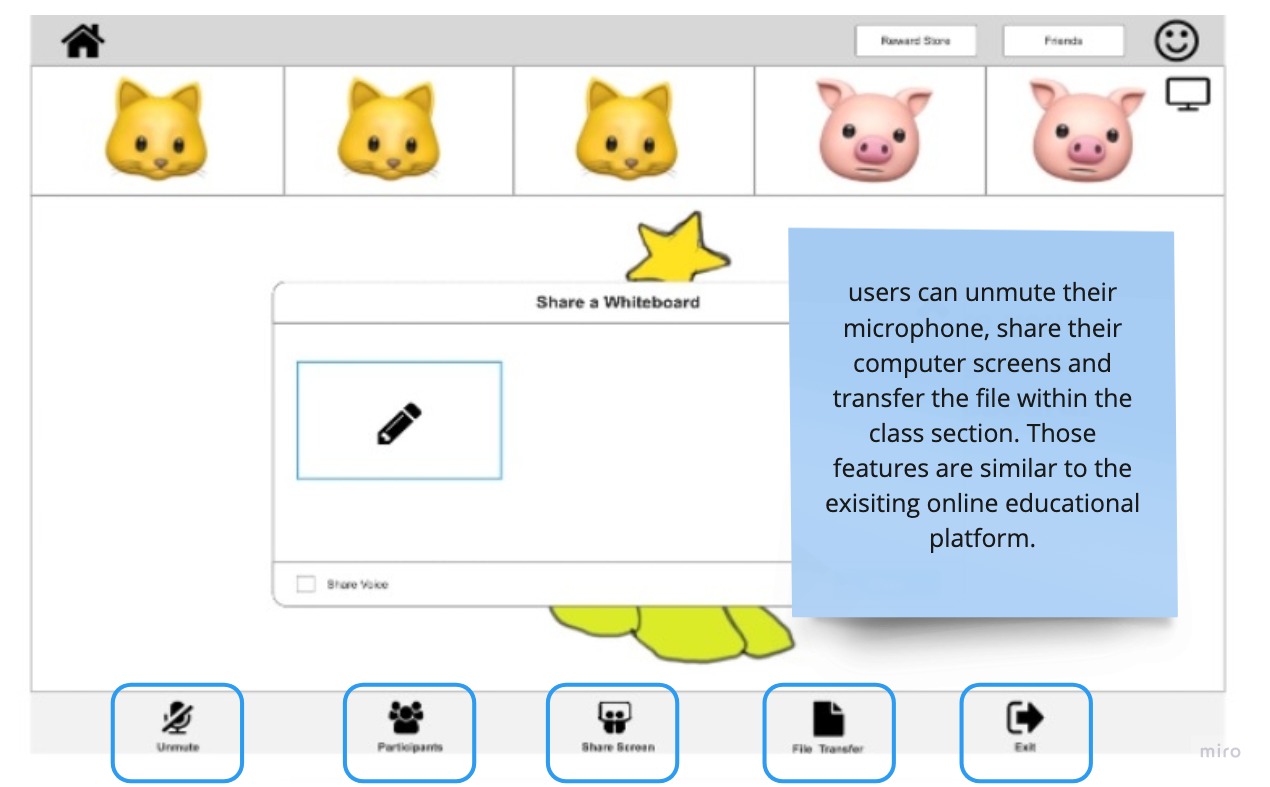 Reward Store
Friends
Share a Whiteboard
users can unmute their
microphone, share their
computer screens and
transfer the file within the
class section. Those
features are similar to the
exisiting online educational
platform.
Share Voice
Unmute
Participants
Share Screen
File Transfer
Exit
miro